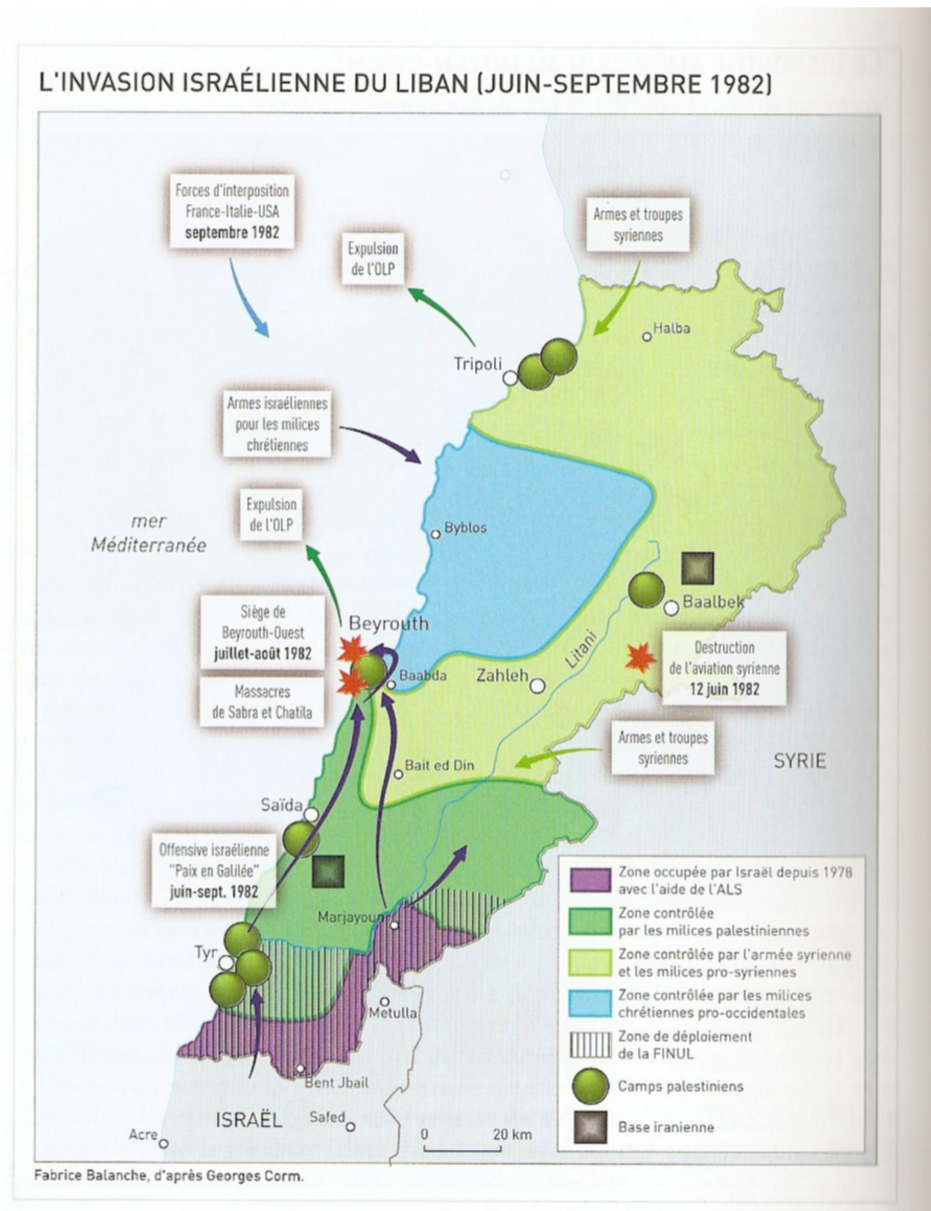 L'INVASION ISRAÉLIENNE DU LIBAN (JUIN-SEPTEMBRE 1982)
Forces d'interposition
France-Italie-USA
septembre 1982
Armes et troupes
syriennes
Expulsion
de l'OLP
Halba
Tripoli
Armes israéliennes
pour les milices
chrétiennes
Expulsion
de l'OLP
mer
Méditerranée
Byblos
Baalbek
Siège de
Beyrouth-Ouest
juillet-août 1982
Beyrouth
Litani
Destruction
de l'aviation syrienne
12 juin 1982
Massacres
de Sabra et Chatila
Baabda
Zahleh
Armes et troupes
syriennes
SYRIE
Bait ed Din
Saïda
Offensive israélienne
"Paix en Galilée"
juin-sept. 1982
Marjayoun
Tyr
Metulla
Bent Jbail
ISRAËL
Safed
Acre
0 20 km
Zone occupée par Israël depuis 1978
avec l'aide de l'ALS
Zone contrôlée
par les milices palestiniennes
Zone contrôlée par l'armée syrienne
et les milices pro-syriennes
Zone contrôlée par les milices
chrétiennes pro-occidentales
Zone de déploiement
de la FINUL
Camps palestiniens
Base iranienne
Fabrice Balanche, d'après Georges Corm.